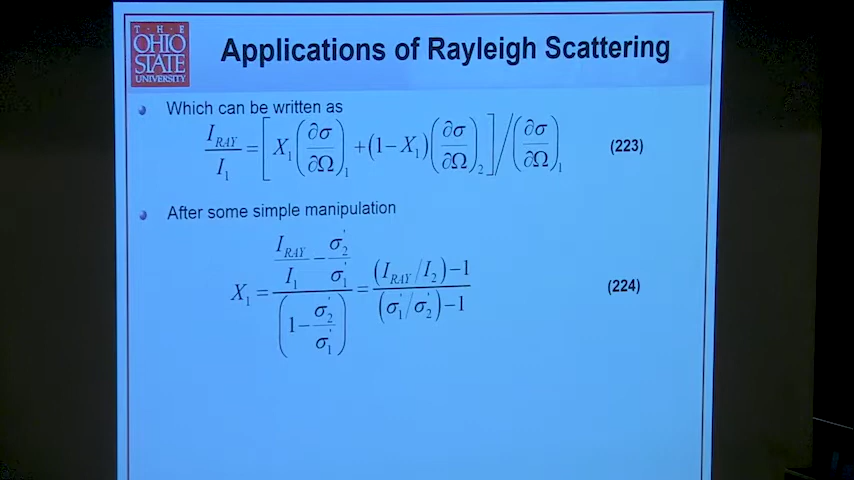 T · H · E
OHIO
STATE
UNIVERSITY
Applications of Rayleigh Scattering
Which can be written as
I_RAY/I_1 = [X_1(∂σ/∂Ω)_1 + (1−X_1)(∂σ/∂Ω)_2] / (∂σ/∂Ω)_1 (223)
After some simple manipulation
X_1 = (I_RAY/I_1 − σ'_2/σ'_1) / (1 − σ'_2/σ'_1) = ((I_RAY/I_2)−1) / ((σ'_1/σ'_2)−1) (224)